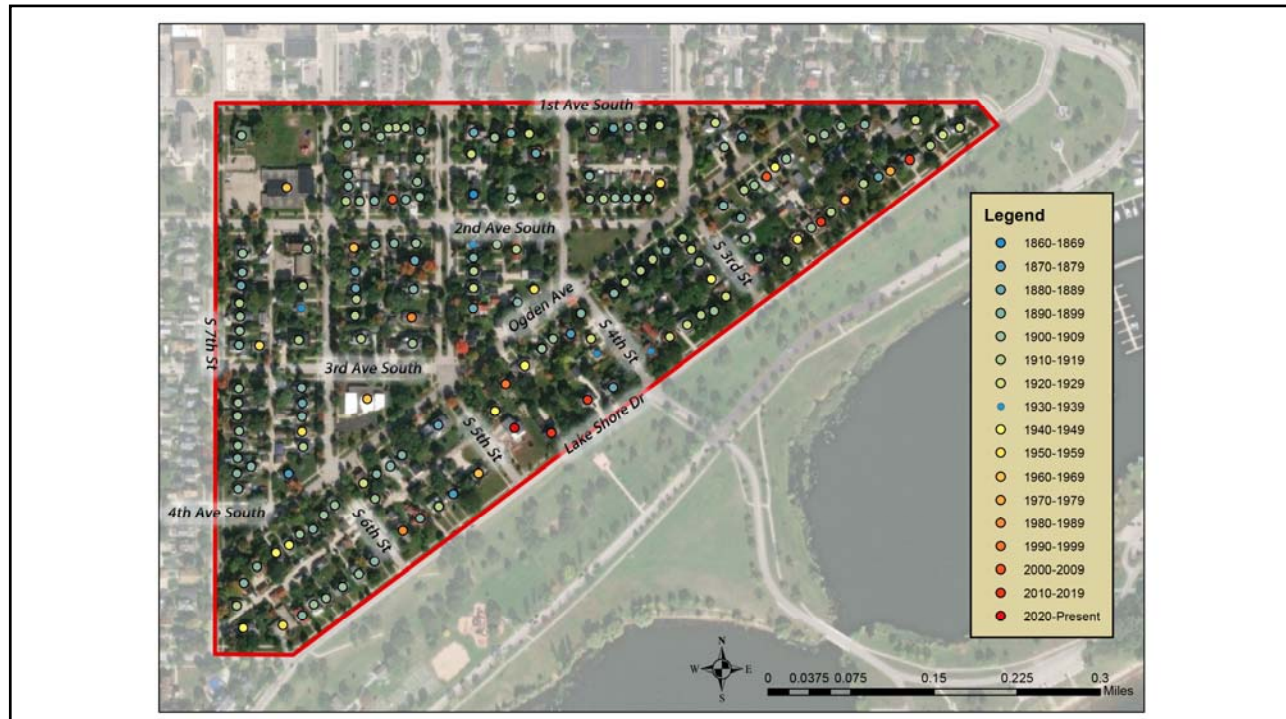 1st Ave South
2nd Ave South
S 3rd St
Ogden Ave
S 4th St
S 7th St
3rd Ave South
Lake Shore Dr
S 5th St
4th Ave South
S 6th St
Legend
1860-1869
1870-1879
1880-1889
1890-1899
1900-1909
1910-1919
1920-1929
1930-1939
1940-1949
1950-1959
1960-1969
1970-1979
1980-1989
1990-1999
2000-2009
2010-2019
2020-Present
N
W E
S
0 0.0375 0.075 0.15 0.225 0.3
Miles